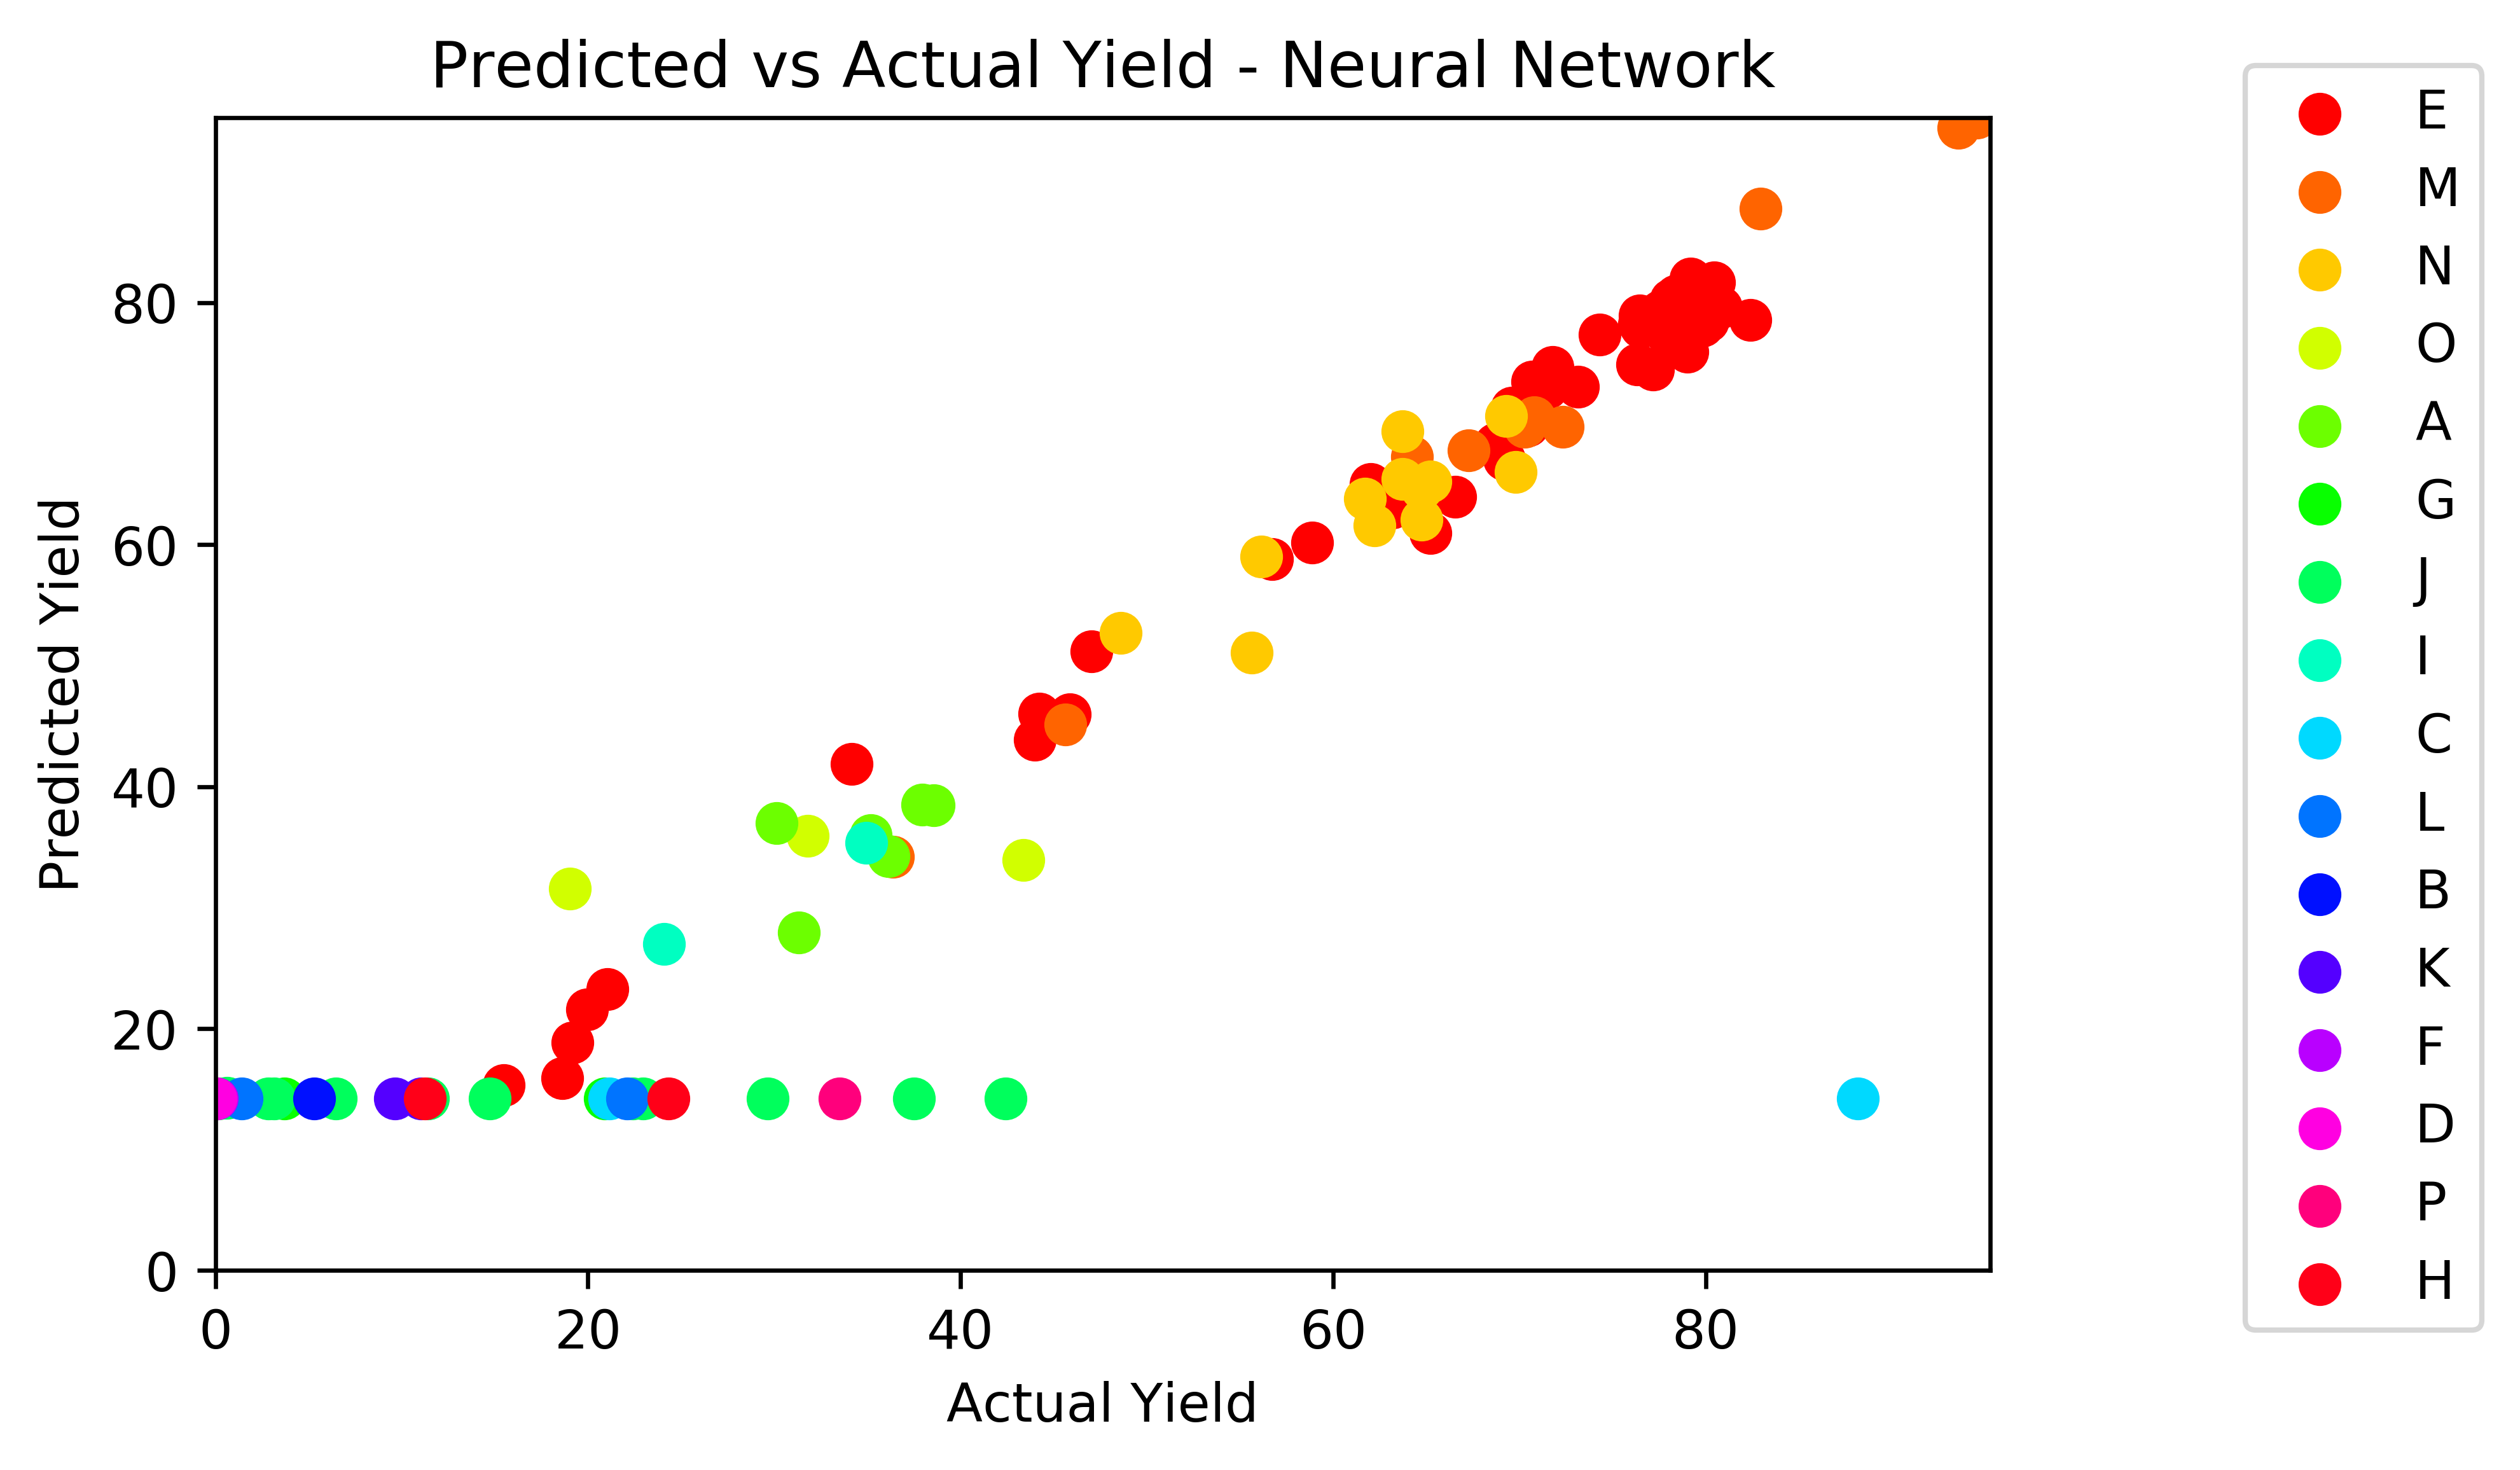 Predicted vs Actual Yield - Neural Network
Predicted Yield
80
60
40
20
0
0 20 40 60 80
Actual Yield
E
M
N
O
A
G
J
I
C
L
B
K
F
D
P
H